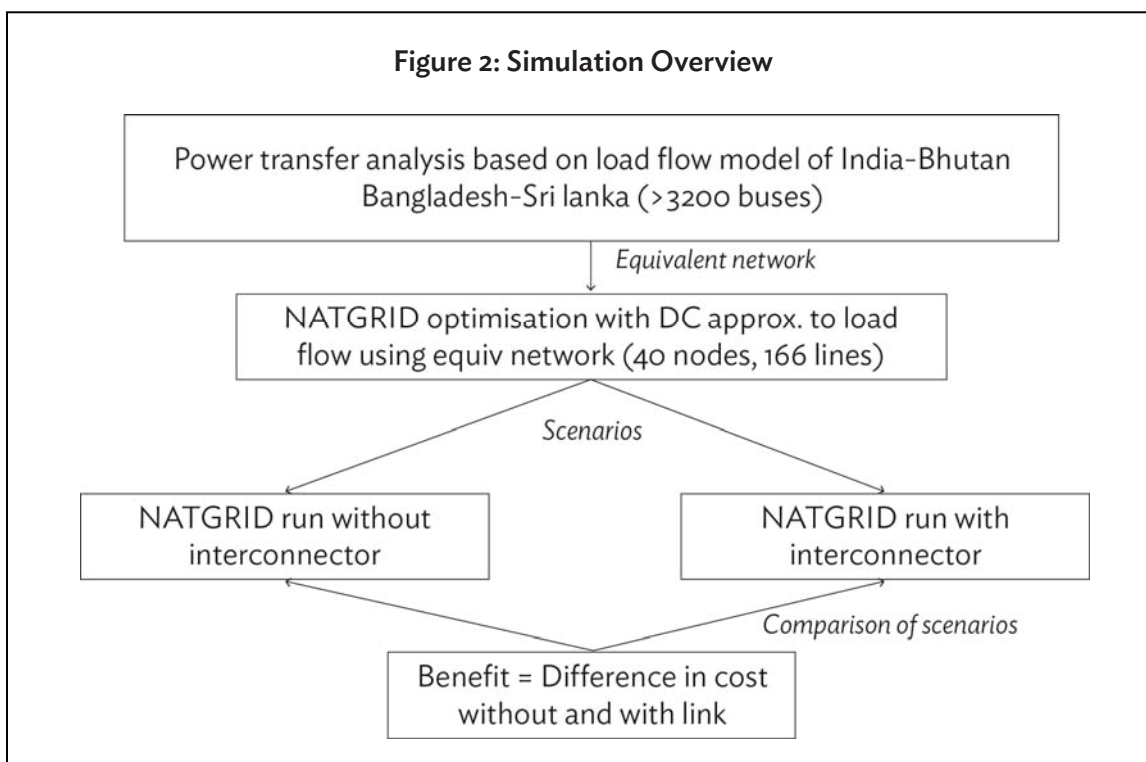 Figure 2: Simulation Overview
Power transfer analysis based on load flow model of India-Bhutan
Bangladesh-Sri lanka (>3200 buses)
Equivalent network
NATGRID optimisation with DC approx. to load
flow using equiv network (40 nodes, 166 lines)
Scenarios
NATGRID run without
interconnector
NATGRID run with
interconnector
Comparison of scenarios
Benefit = Difference in cost
without and with link